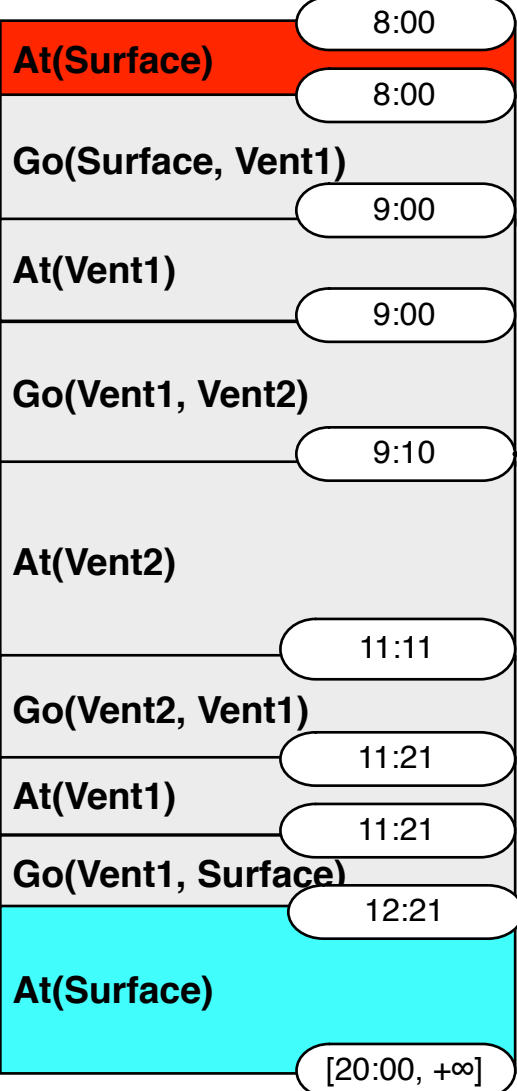 8:00
At(Surface)
8:00
Go(Surface, Vent1)
9:00
At(Vent1)
9:00
Go(Vent1, Vent2)
9:10
At(Vent2)
11:11
Go(Vent2, Vent1)
11:21
At(Vent1)
11:21
Go(Vent1, Surface)
12:21
At(Surface)
[20:00, +∞]